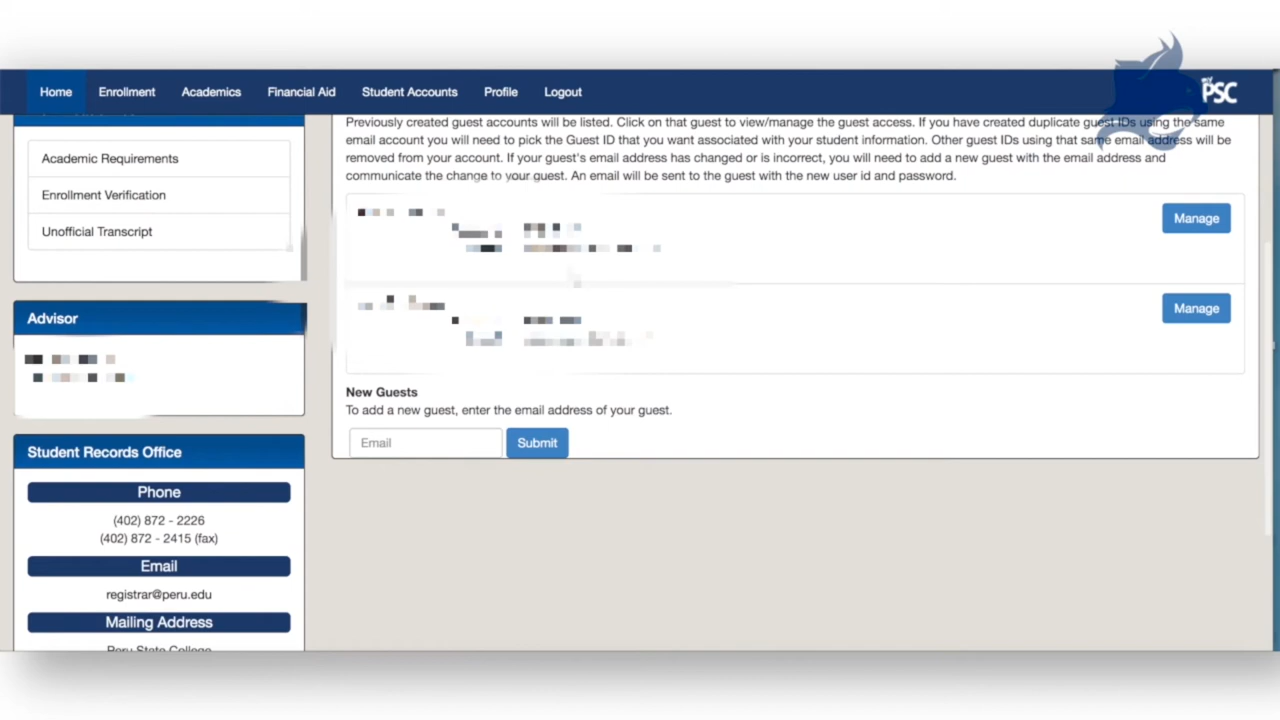 Home Enrollment Academics Financial Aid Student Accounts Profile Logout
MY PSC
Academic Requirements
Enrollment Verification
Unofficial Transcript
Advisor
Student Records Office
Phone
(402) 872 - 2226
(402) 872 - 2415 (fax)
Email
registrar@peru.edu
Mailing Address
Peru State College
Previously created guest accounts will be listed. Click on that guest to view/manage the guest access. If you have created duplicate guest IDs using the same
email account you will need to pick the Guest ID that you want associated with your student information. Other guest IDs using that same email address will be
removed from your account. If your guest's email address has changed or is incorrect, you will need to add a new guest with the email address and
communicate the change to your guest. An email will be sent to the guest with the new user id and password.
Manage
Manage
New Guests
To add a new guest, enter the email address of your guest.
Email Submit